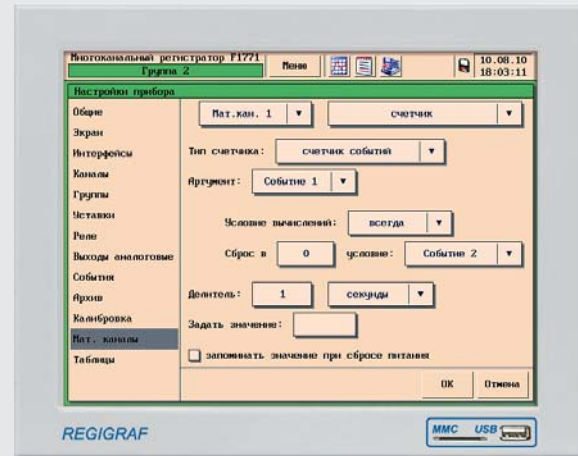 Многоканальный регистратор F1771
Группа 2
Меню
10.08.10
18:03:11
Настройки прибора
Общие
Экран
Интерфейсы
Каналы
Группы
Уставки
Реле
Выходы аналоговые
События
Архив
Калибровка
Мат. каналы
Таблицы
Мат.кан. 1
счетчик
Тип счетчика: счетчик событий
Аргумент: Событие 1
Условие вычислений: всегда
Сброс в 0 условие: Событие 2
Делитель: 1 секунды
Задать значение:
запоминать значение при сбросе питания
ОК Отмена
REGIGRAF
MMC USB